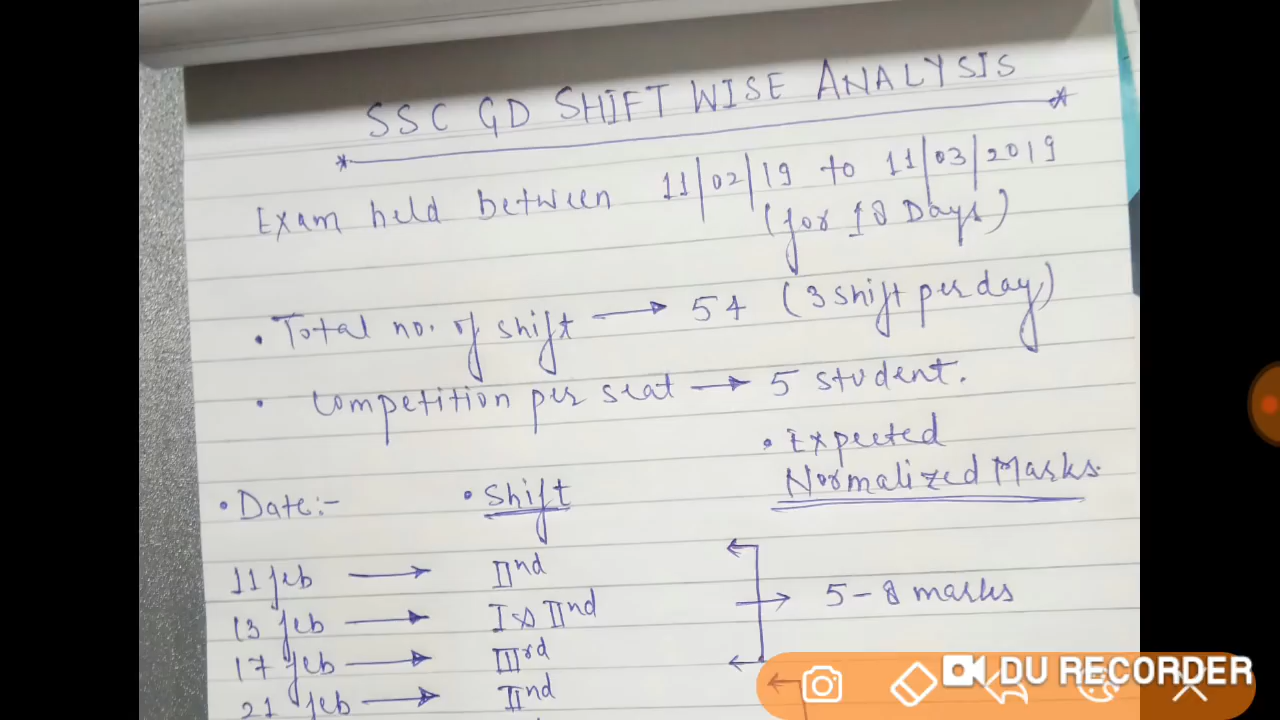 SSC GD SHIFT WISE ANALYSIS
Exam held between 11/02/19 to 11/03/2019
(for 18 Days)
• Total no. of shift → 54 (3 shift per day)
• Competition per seat → 5 student.
• Date:- • Shift • Expected Normalized Marks.
11 feb → IInd
13 feb → I & IInd 5-8 marks
17 feb → IIIrd
21 feb → IInd
DU RECORDER